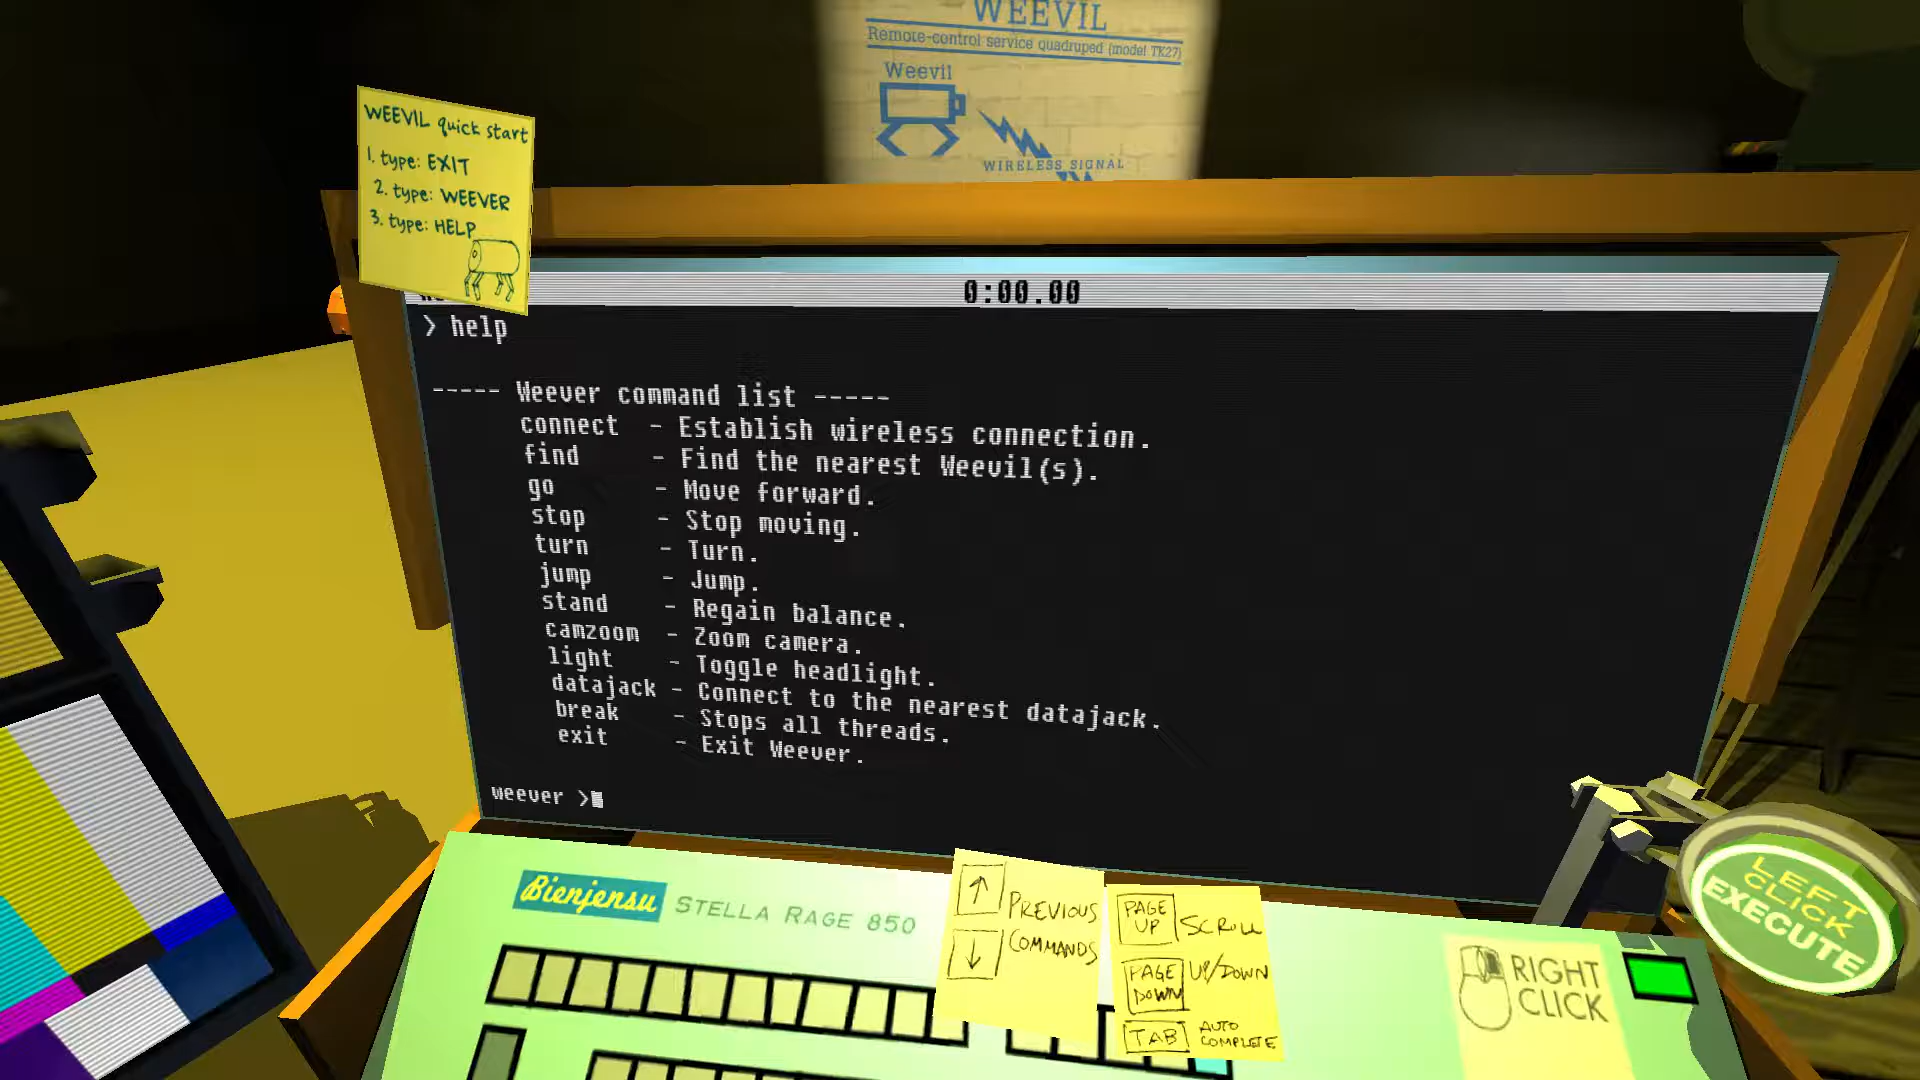 WEEVIL
Remote-control service quadruped (model TK27)
Weevil
WIRELESS SIGNAL
WEEVIL quick start
1. type: EXIT
2. type: WEEVER
3. type: HELP
0:00.00
> help
----- Weever command list -----
connect - Establish wireless connection.
find - Find the nearest Weevil(s).
go - Move forward.
stop - Stop moving.
turn - Turn.
jump - Jump.
stand - Regain balance.
camzoom - Zoom camera.
light - Toggle headlight.
datajack - Connect to the nearest datajack.
break - Stops all threads.
exit - Exit Weever.
weever >
Bienjensu STELLA RAGE 850
↑ PREVIOUS
↓ COMMANDS
PAGE UP SCROLL
PAGE DOWN UP/DOWN
TAB AUTO COMPLETE
RIGHT
CLICK
LEFT
CLICK
EXECUTE